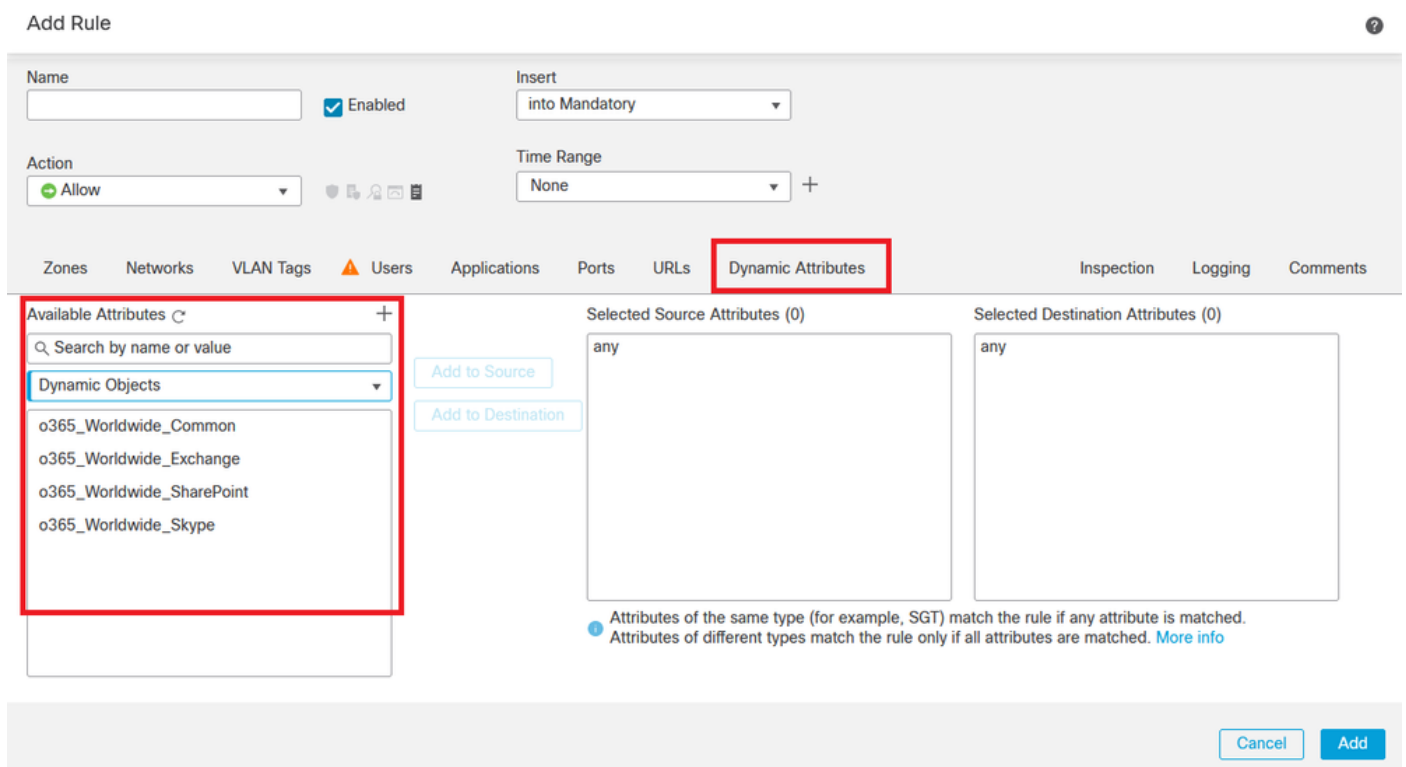 Add Rule
Name
Insert
Enabled
into Mandatory
Action
Time Range
Allow
None
Zones Networks VLAN Tags Users Applications Ports URLs Dynamic Attributes Inspection Logging Comments
Available Attributes
Selected Source Attributes (0)
Selected Destination Attributes (0)
Search by name or value
any
any
Dynamic Objects
Add to Source
Add to Destination
o365_Worldwide_Common
o365_Worldwide_Exchange
o365_Worldwide_SharePoint
o365_Worldwide_Skype
Attributes of the same type (for example, SGT) match the rule if any attribute is matched.
Attributes of different types match the rule only if all attributes are matched. More info
Cancel
Add